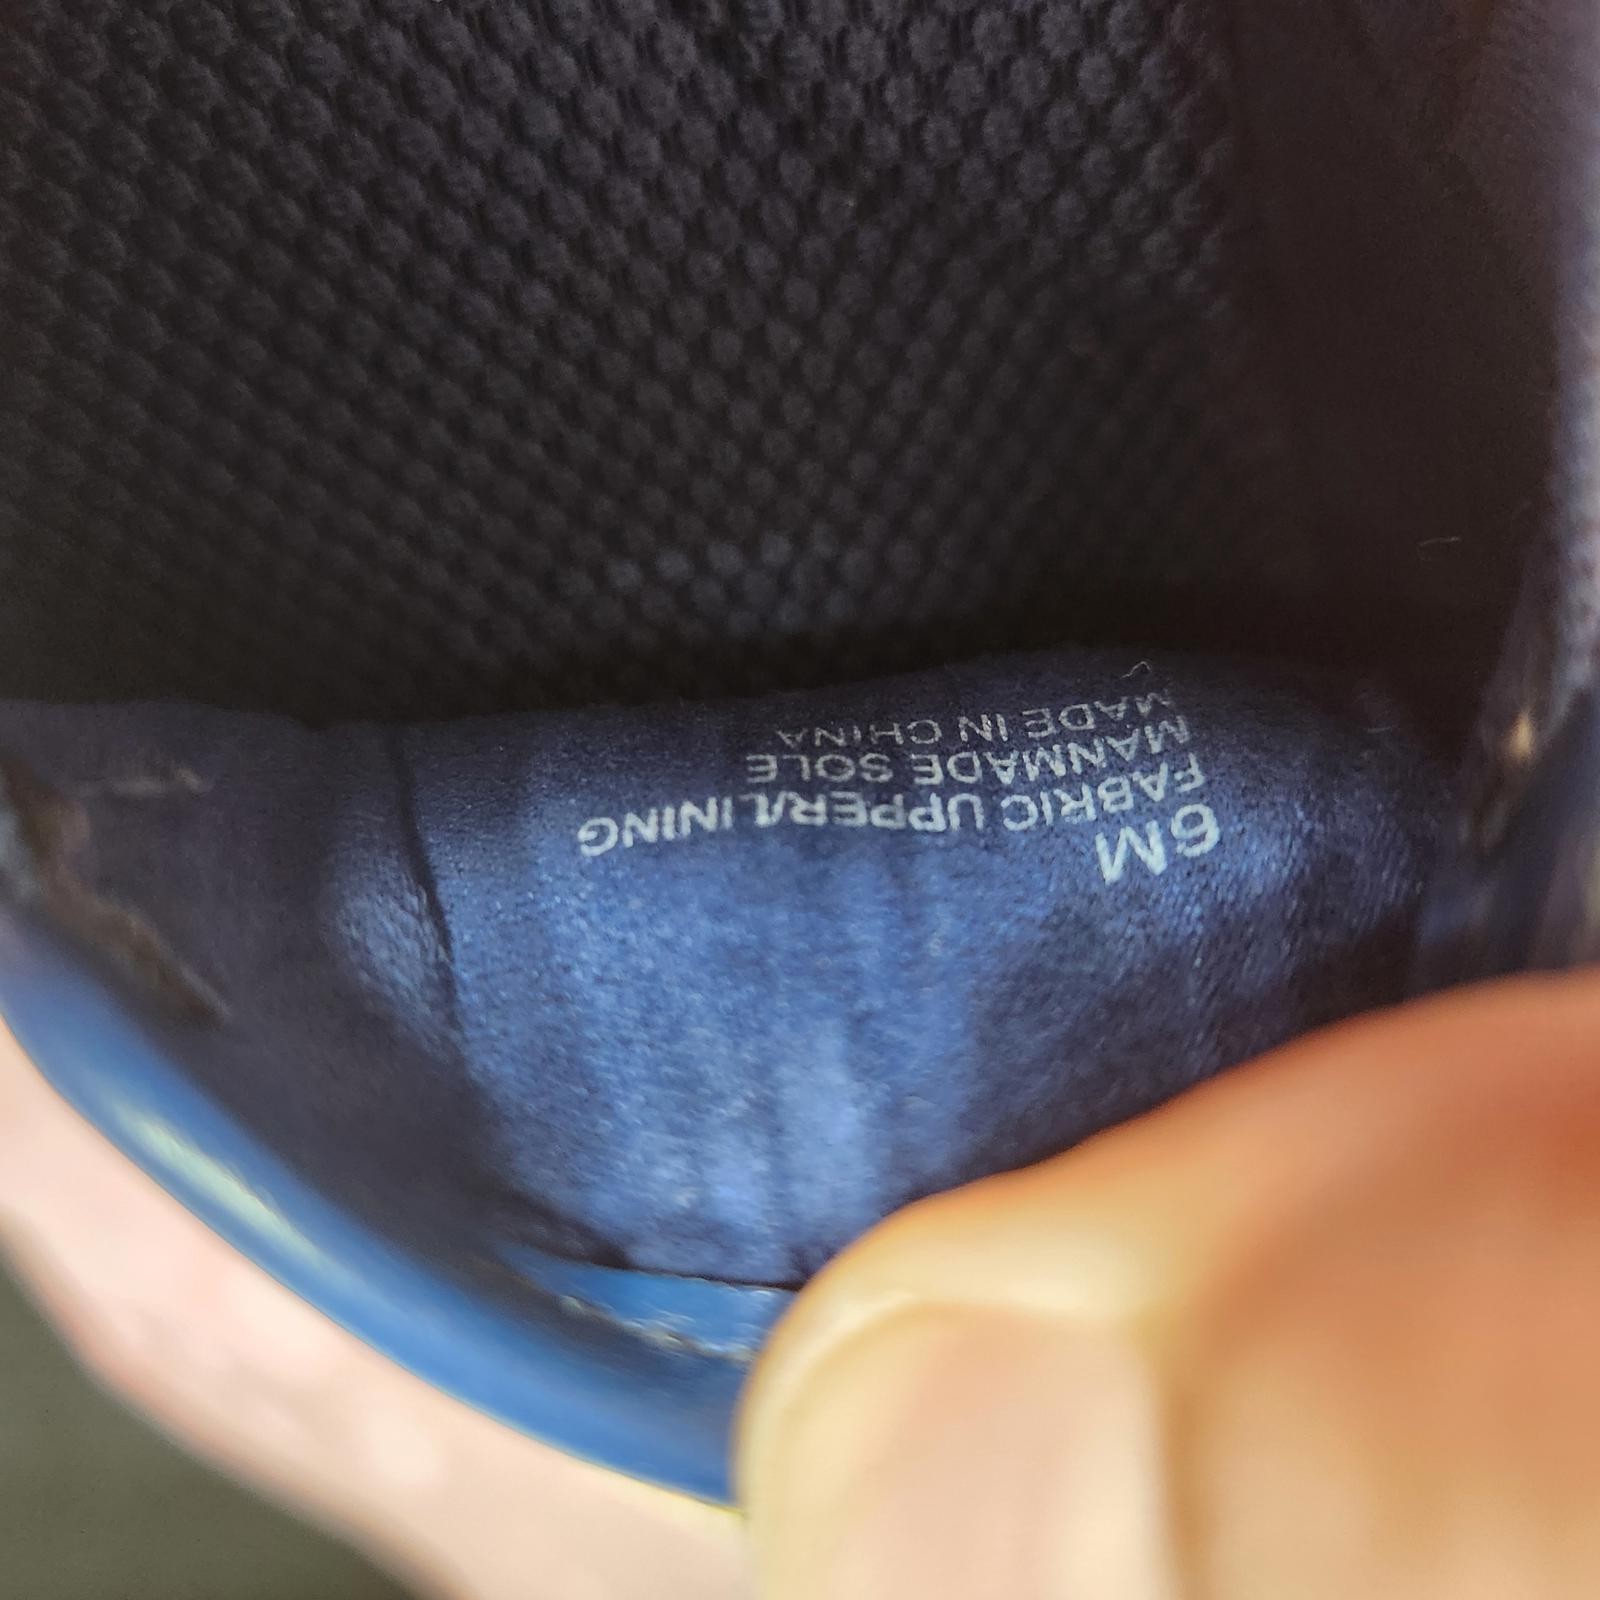 6M
FABRIC UPPER/LINING
MANMADE SOLE
MADE IN CHINA